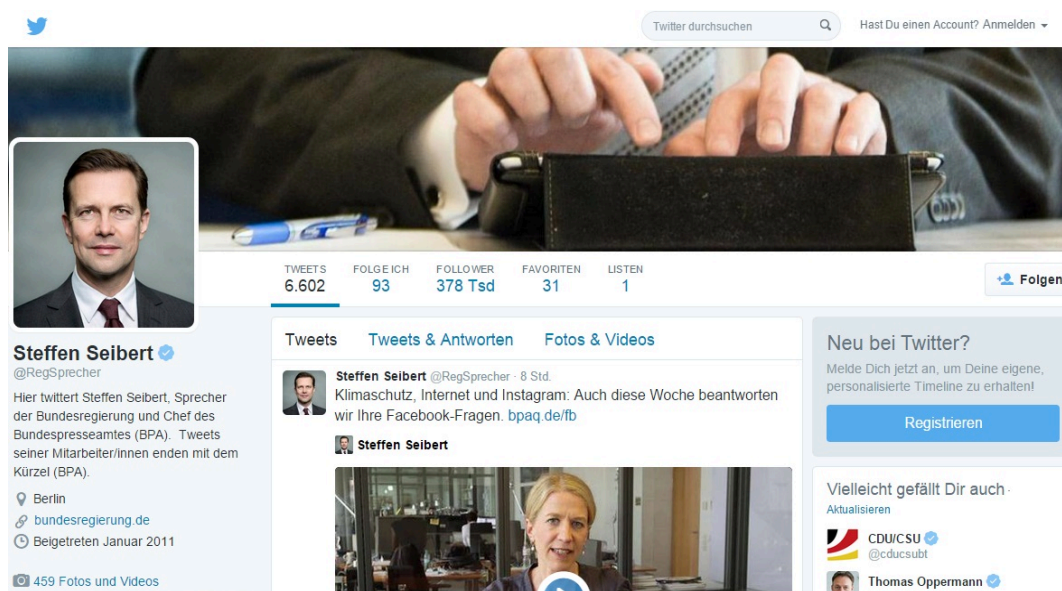 Twitter durchsuchen
Hast Du einen Account? Anmelden
TWEETS
6.602
FOLGE ICH
93
FOLLOWER
378 Tsd
FAVORITEN
31
LISTEN
1
Folgen
Steffen Seibert
@RegSprecher
Hier twittert Steffen Seibert, Sprecher
der Bundesregierung und Chef des
Bundespresseamtes (BPA). Tweets
seiner Mitarbeiter/innen enden mit dem
Kürzel (BPA).
Berlin
bundesregierung.de
Beigetreten Januar 2011
459 Fotos und Videos
Tweets Tweets & Antworten Fotos & Videos
Steffen Seibert @RegSprecher · 8 Std.
Klimaschutz, Internet und Instagram: Auch diese Woche beantworten
wir Ihre Facebook-Fragen. bpaq.de/fb
Steffen Seibert
Neu bei Twitter?
Melde Dich jetzt an, um Deine eigene,
personalisierte Timeline zu erhalten!
Registrieren
Vielleicht gefällt Dir auch ·
Aktualisieren
CDU/CSU
@cducsubt
Thomas Oppermann